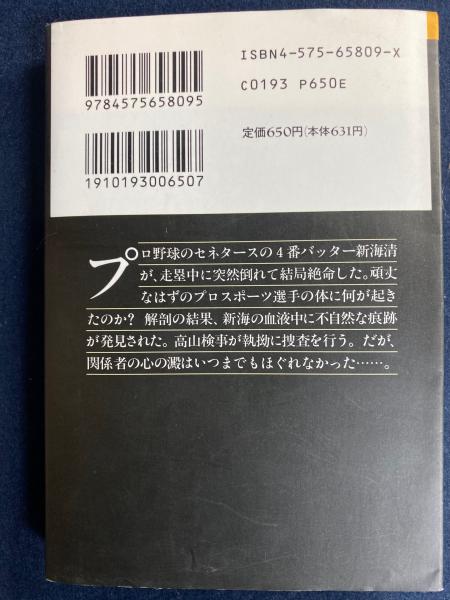 ISBN4-575-65809-X
C0193 P650E
9784575658095
定価650円(本体631円)
1910193006507
プロ野球のセネタースの4番バッター新海清
が、走塁中に突然倒れて結局絶命した。頑丈
なはずのプロスポーツ選手の体に何が起き
たのか? 解剖の結果、新海の血液中に不自然な痕跡
が発見された。高山検事が執拗に捜査を行う。だが、
関係者の心の澱はいつまでもほぐれなかった……。